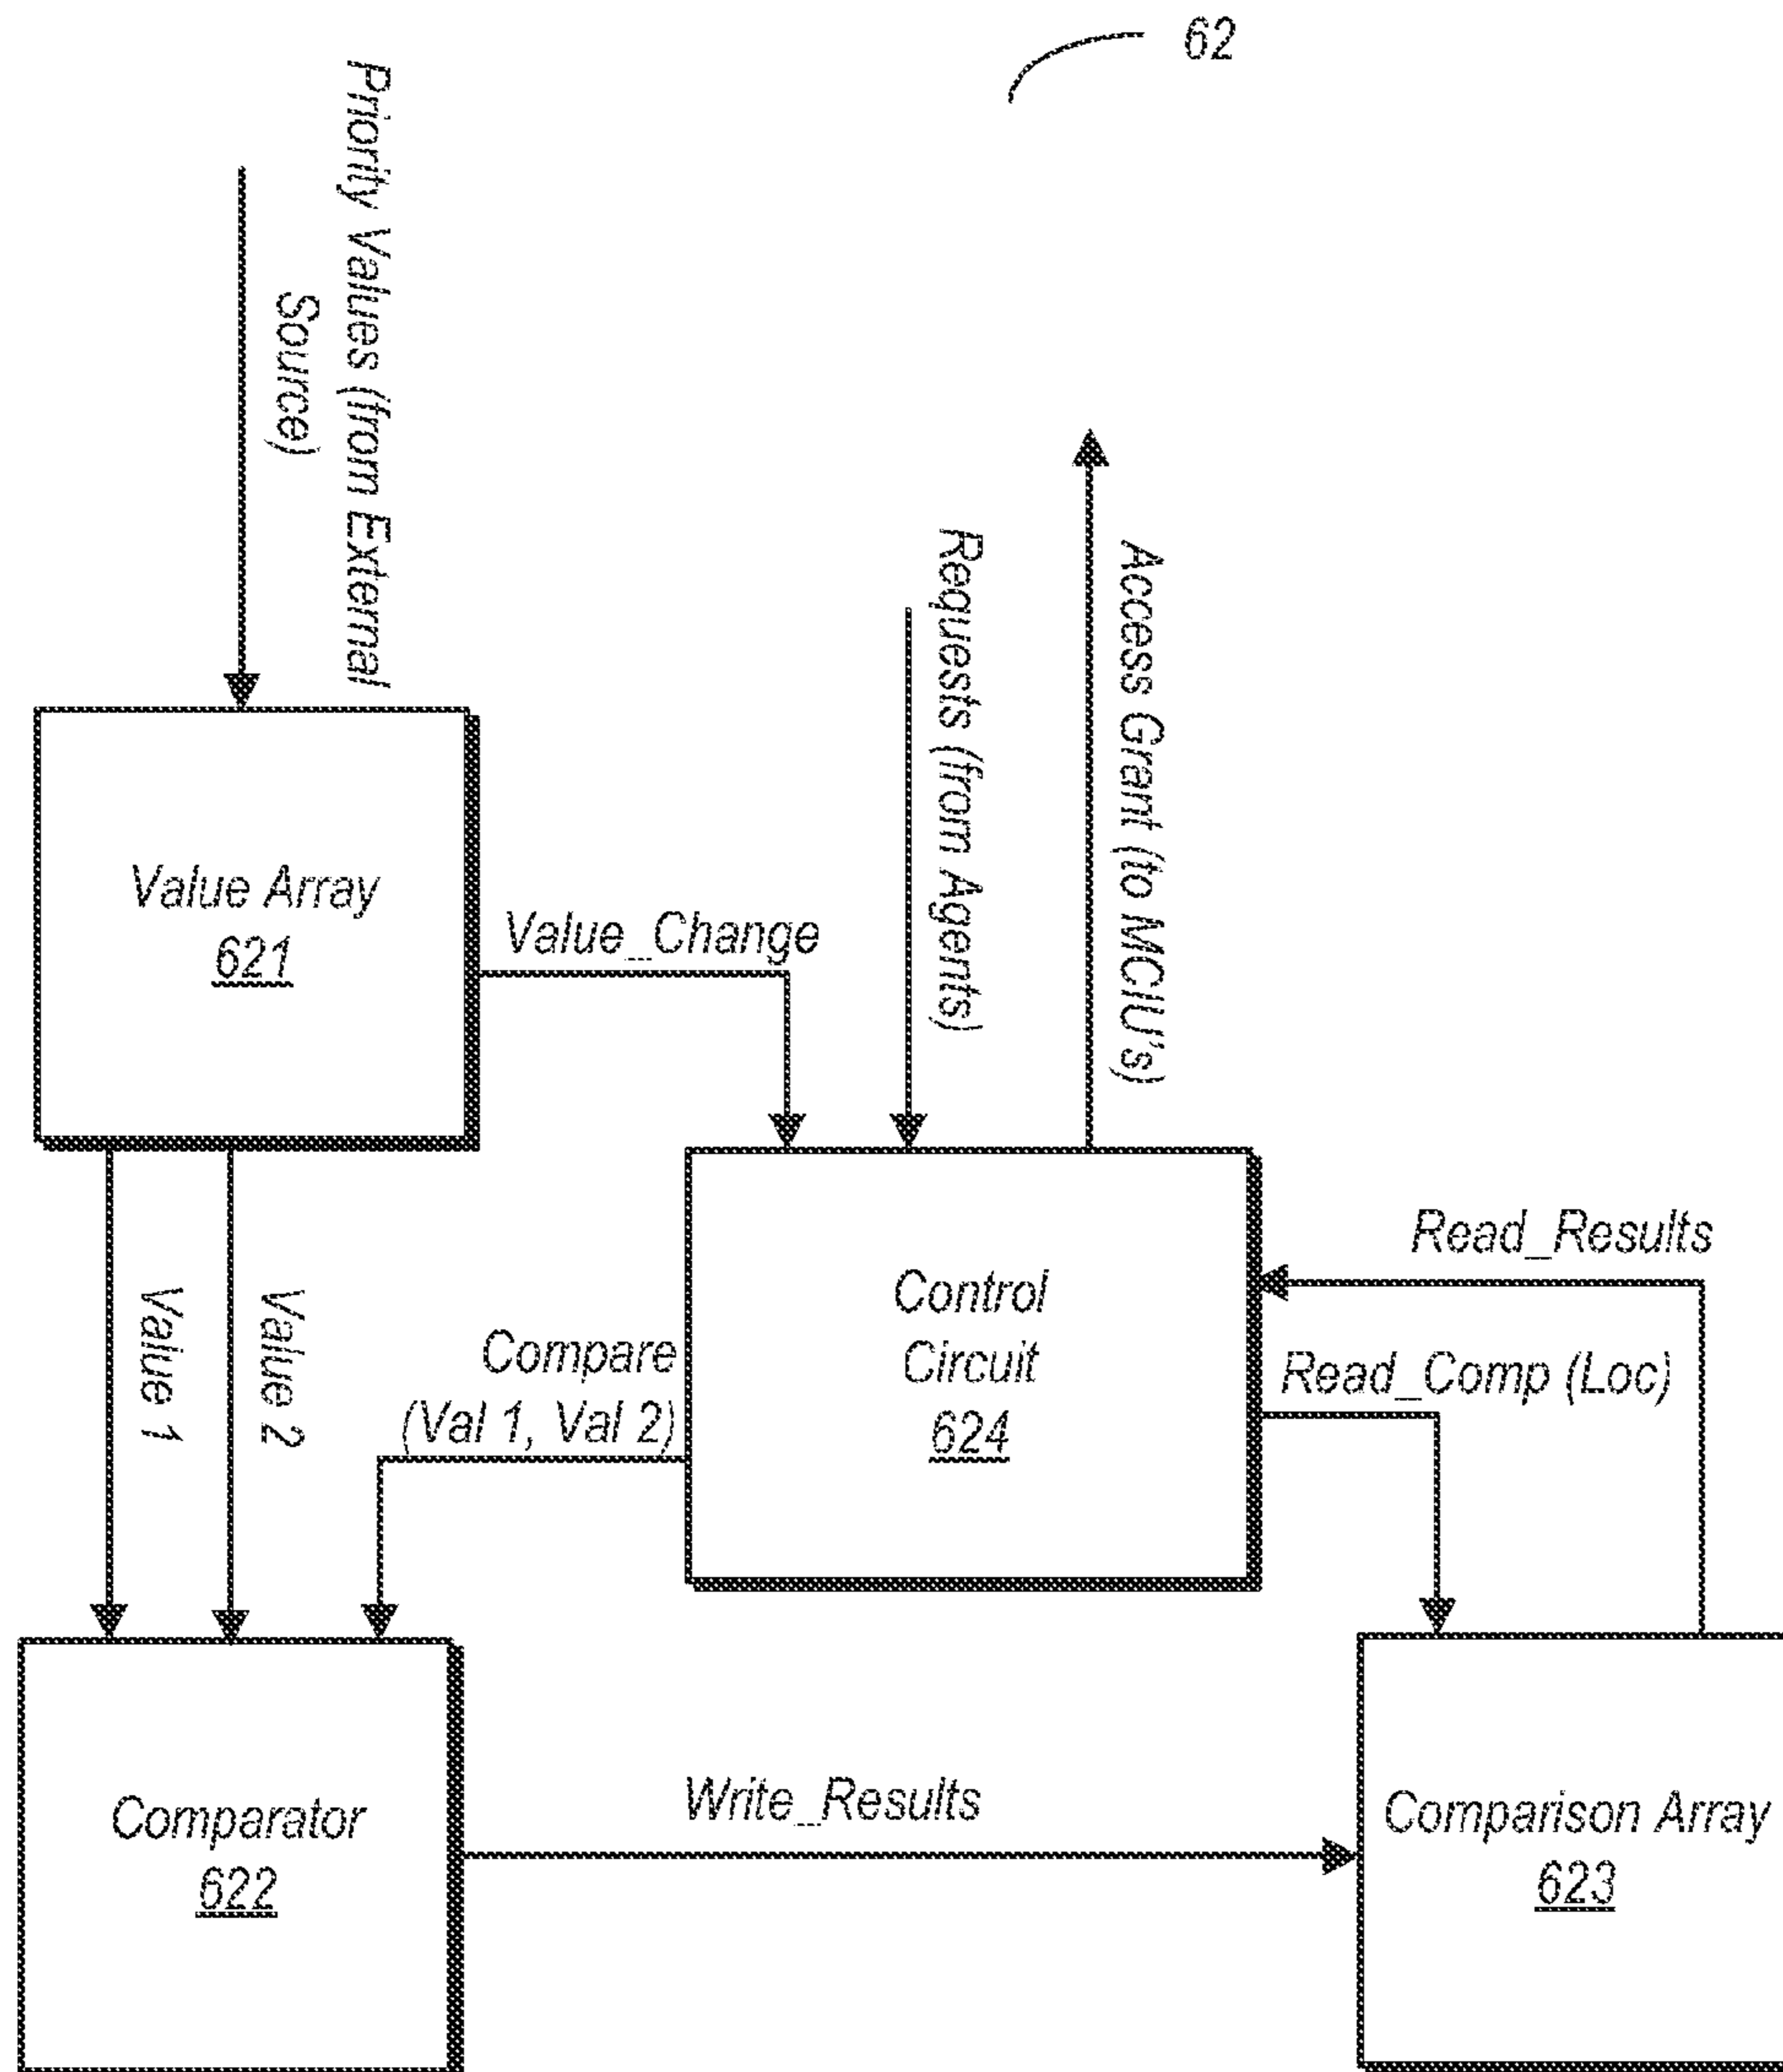 62
Priority Values (from External
Source)
Requests (from Agents)
Access Grant (to MCIU's)
Value Array
621
Value_Change
Value 1
Value 2
Compare
(Val 1, Val 2)
Control
Circuit
624
Read_Results
Read_Comp (Loc)
Comparator
622
Write_Results
Comparison Array
623